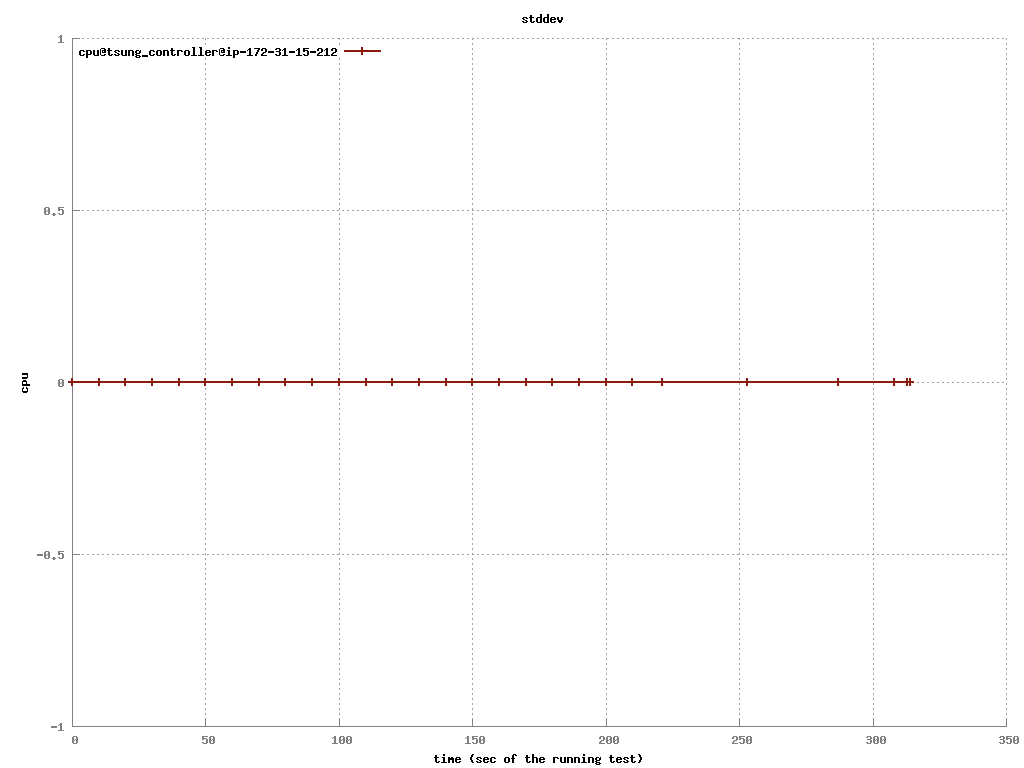 stddev
1
cpu@tsung_controller@ip-172-31-15-212
0.5
cpu
0
-0.5
-1
0 50 100 150 200 250 300 350
time (sec of the running test)